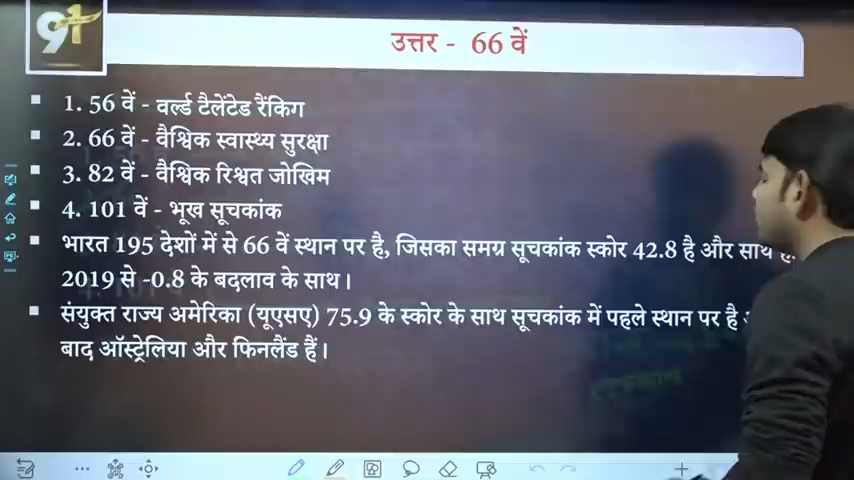 91
उत्तर - 66 वें
1. 56 वें - वर्ल्ड टैलेंटेड रैंकिग
2. 66 वें - वैश्विक स्वास्थ्य सुरक्षा
3. 82 वें - वैश्विक रिश्वत जोखिम
4. 101 वें - भूख सूचकांक
भारत 195 देशों में से 66 वें स्थान पर है, जिसका समग्र सूचकांक स्कोर 42.8 है और साथ
2019 से -0.8 के बदलाव के साथ।
संयुक्त राज्य अमेरिका (यूएसए) 75.9 के स्कोर के साथ सूचकांक में पहले स्थान पर है
बाद ऑस्ट्रेलिया और फिनलैंड हैं।